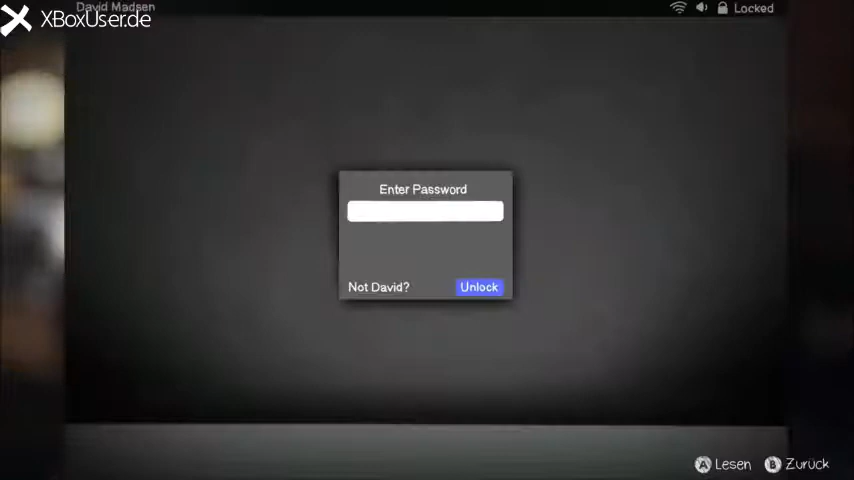 David Madsen
XBoxUser.de
Locked
Enter Password
Not David?
Unlock
A Lesen
B Zurück